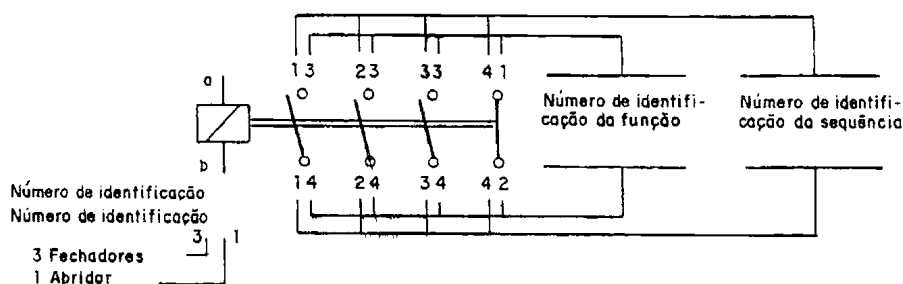 13 23 33 41
a
Número de identifi-
cação da função
Número de identifi-
cação da sequência
b
14 24 34 42
Número de identificação
Número de identificação
3 1
3 Fechadores
1 Abridor